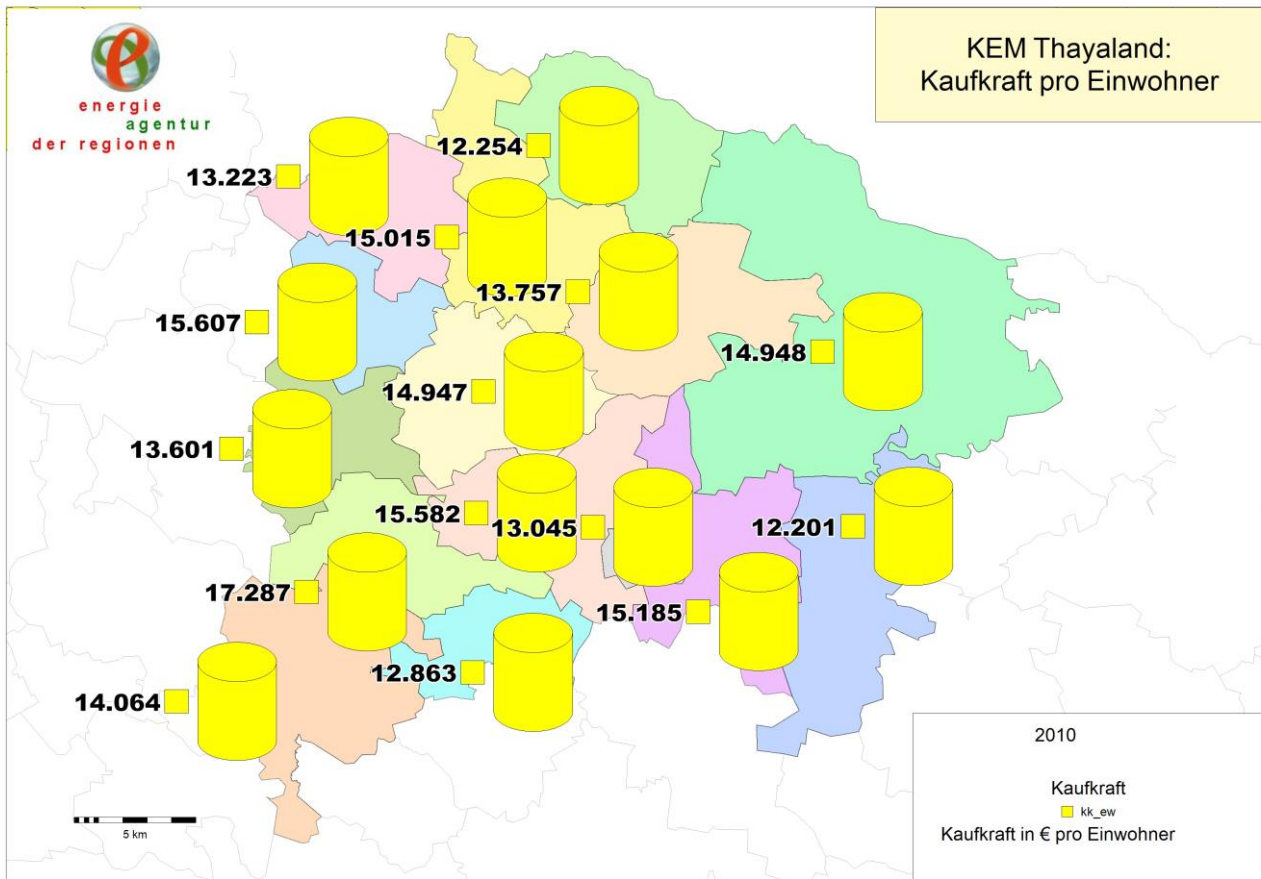 energie
agentur
der regionen
KEM Thayaland:
Kaufkraft pro Einwohner
12.254
13.223
15.015
13.757
15.607
14.948
14.947
13.601
15.582
13.045
12.201
17.287
15.185
12.863
14.064
5 km
2010
Kaufkraft
kk_ew
Kaufkraft in € pro Einwohner